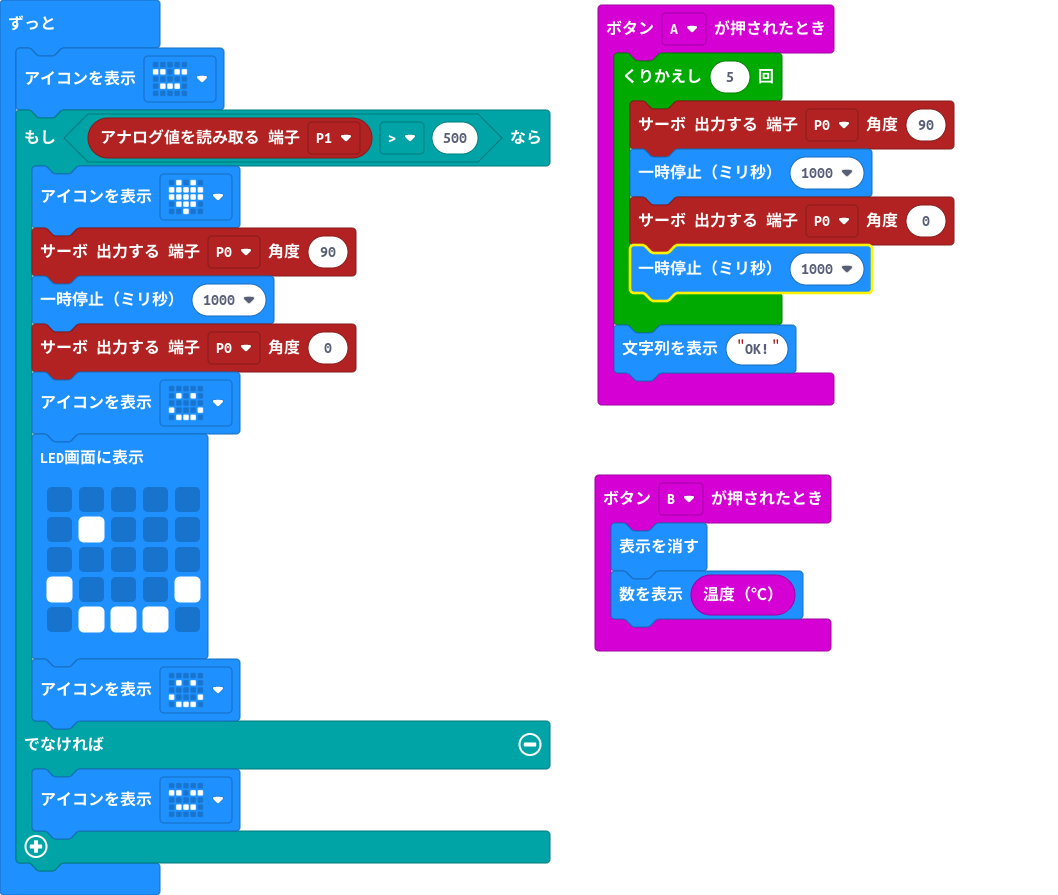 ずっと
アイコンを表示
もし アナログ値を読み取る 端子 P1 > 500 なら
アイコンを表示
サーボ 出力する 端子 P0 角度 90
一時停止（ミリ秒） 1000
サーボ 出力する 端子 P0 角度 0
アイコンを表示
LED画面に表示
アイコンを表示
でなければ
アイコンを表示
ボタン A が押されたとき
くりかえし 5 回
サーボ 出力する 端子 P0 角度 90
一時停止（ミリ秒） 1000
サーボ 出力する 端子 P0 角度 0
一時停止（ミリ秒） 1000
文字列を表示 "OK!"
ボタン B が押されたとき
表示を消す
数を表示 温度（℃）